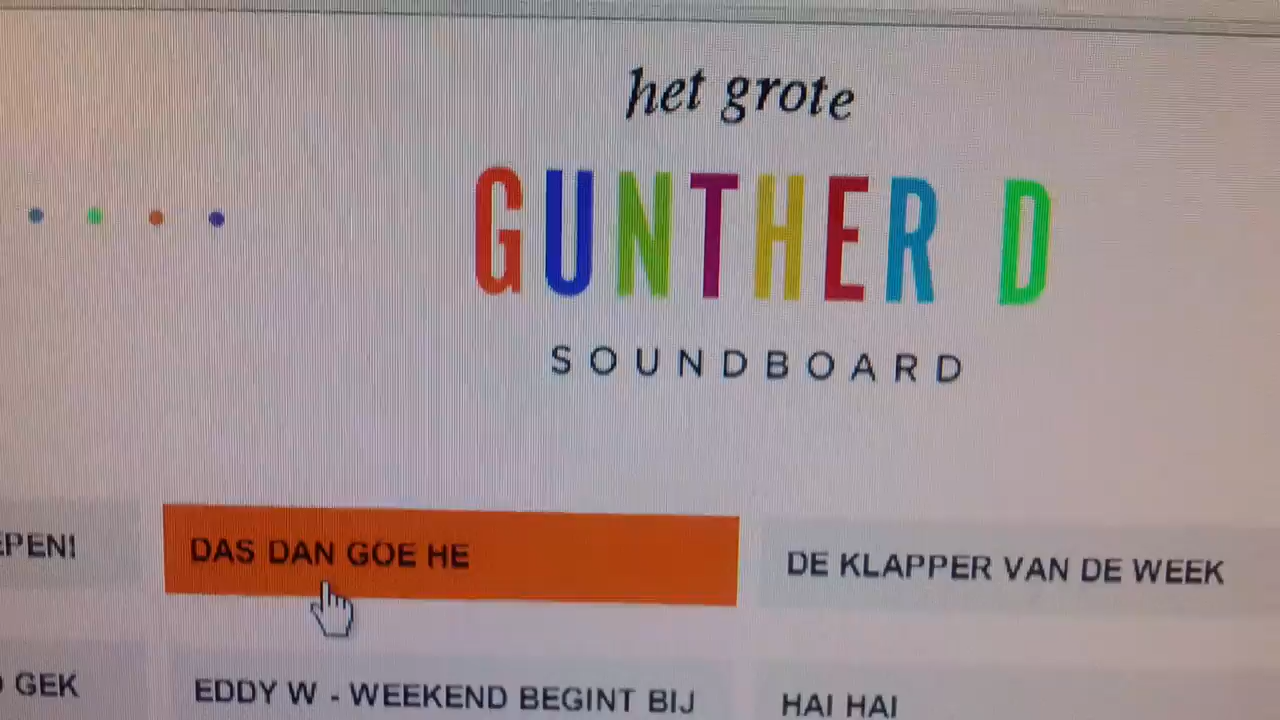 het grote
GUNTHER D
SOUNDBOARD
EPEN!
DAS DAN GOE HE
DE KLAPPER VAN DE WEEK
GEK
EDDY W - WEEKEND BEGINT BIJ
HAI HAI